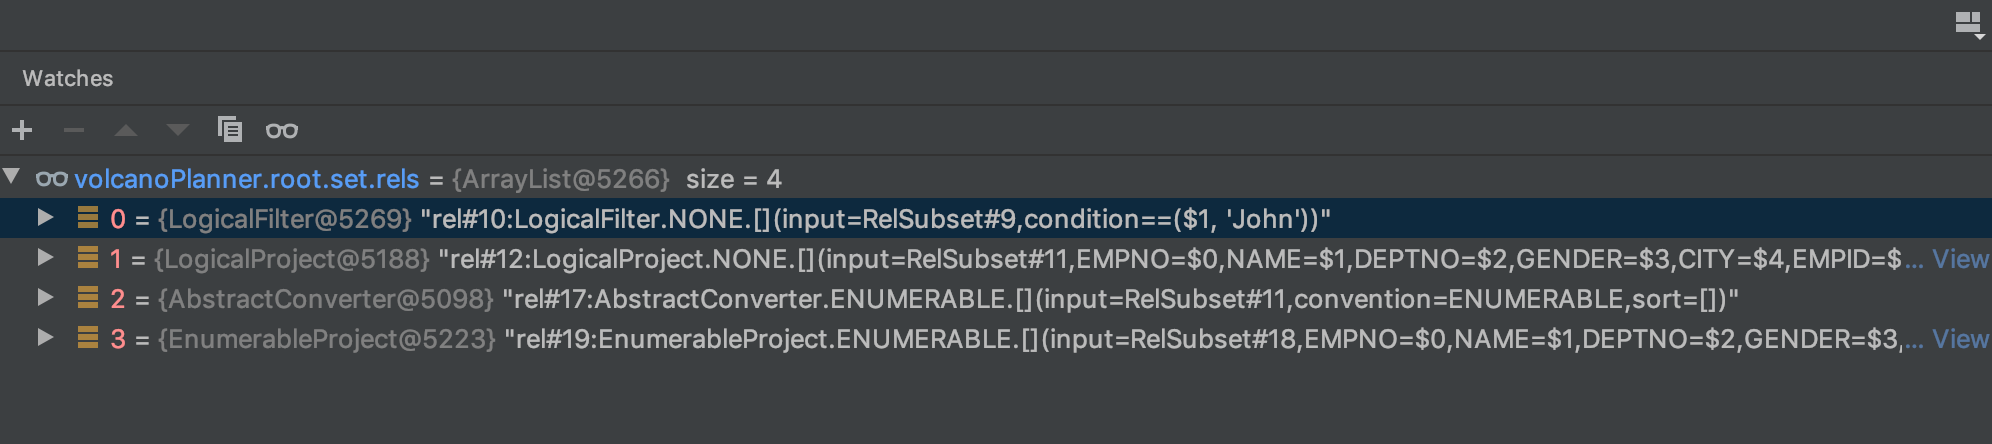 Watches
volcanoPlanner.root.set.rels = {ArrayList@5266} size = 4
0 = {LogicalFilter@5269} "rel#10:LogicalFilter.NONE.[](input=RelSubset#9,condition==($1, 'John'))"
1 = {LogicalProject@5188} "rel#12:LogicalProject.NONE.[](input=RelSubset#11,EMPNO=$0,NAME=$1,DEPTNO=$2,GENDER=$3,CITY=$4,EMPID=$... View
2 = {AbstractConverter@5098} "rel#17:AbstractConverter.ENUMERABLE.[](input=RelSubset#11,convention=ENUMERABLE,sort=[])"
3 = {EnumerableProject@5223} "rel#19:EnumerableProject.ENUMERABLE.[](input=RelSubset#18,EMPNO=$0,NAME=$1,DEPTNO=$2,GENDER=$3,... View